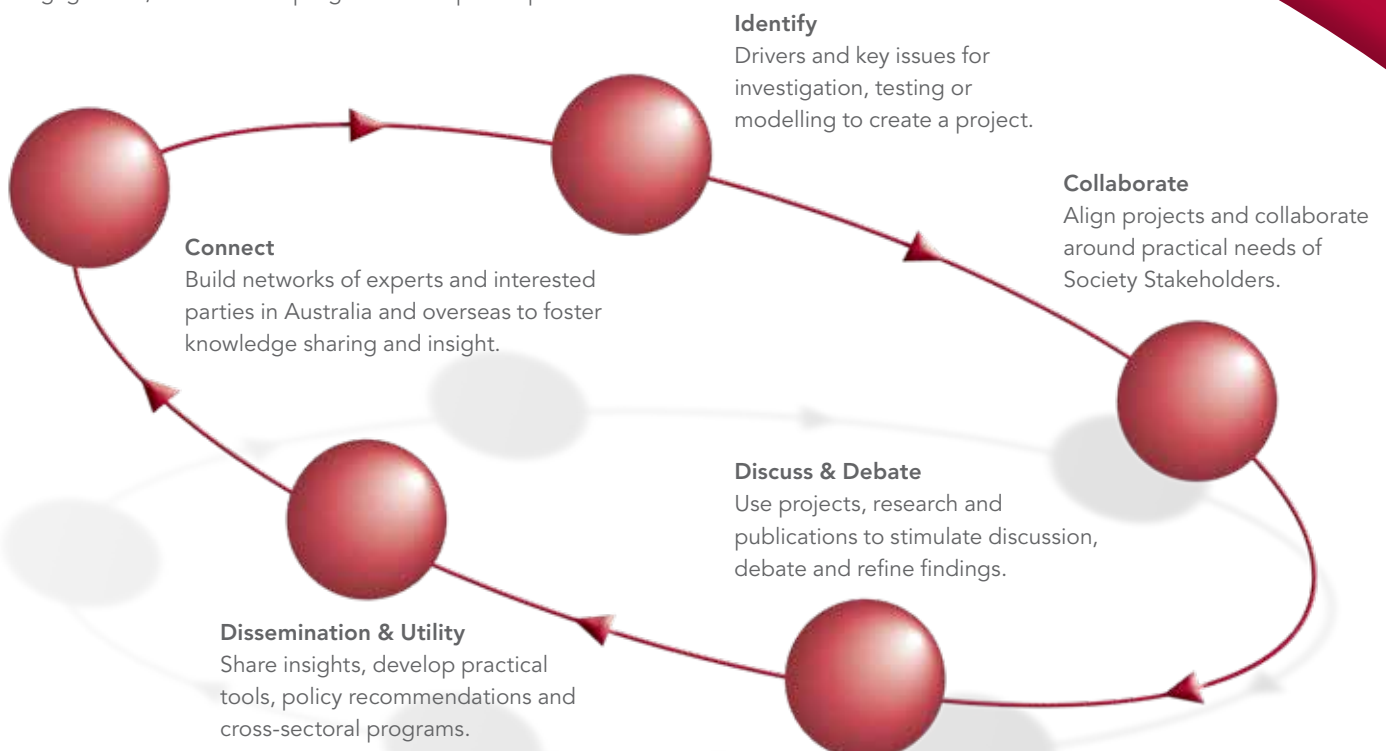 Identify
Drivers and key issues for
investigation, testing or
modelling to create a project.
Collaborate
Align projects and collaborate
around practical needs of
Society Stakeholders.
Connect
Build networks of experts and interested
parties in Australia and overseas to foster
knowledge sharing and insight.
Discuss & Debate
Use projects, research and
publications to stimulate discussion,
debate and refine findings.
Dissemination & Utility
Share insights, develop practical
tools, policy recommendations and
cross-sectoral programs.